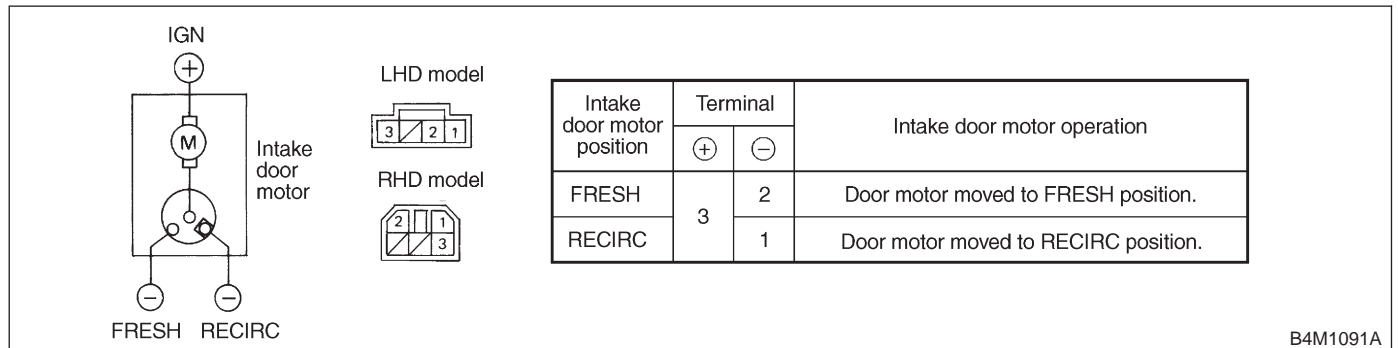 IGN
+
M
Intake
door
motor
−
−
FRESH RECIRC
LHD model
3 2 1
RHD model
2 1
3
Intake
door motor
position
Terminal
+ −
Intake door motor operation
FRESH 3 2 Door motor moved to FRESH position.
RECIRC 1 Door motor moved to RECIRC position.
B4M1091A